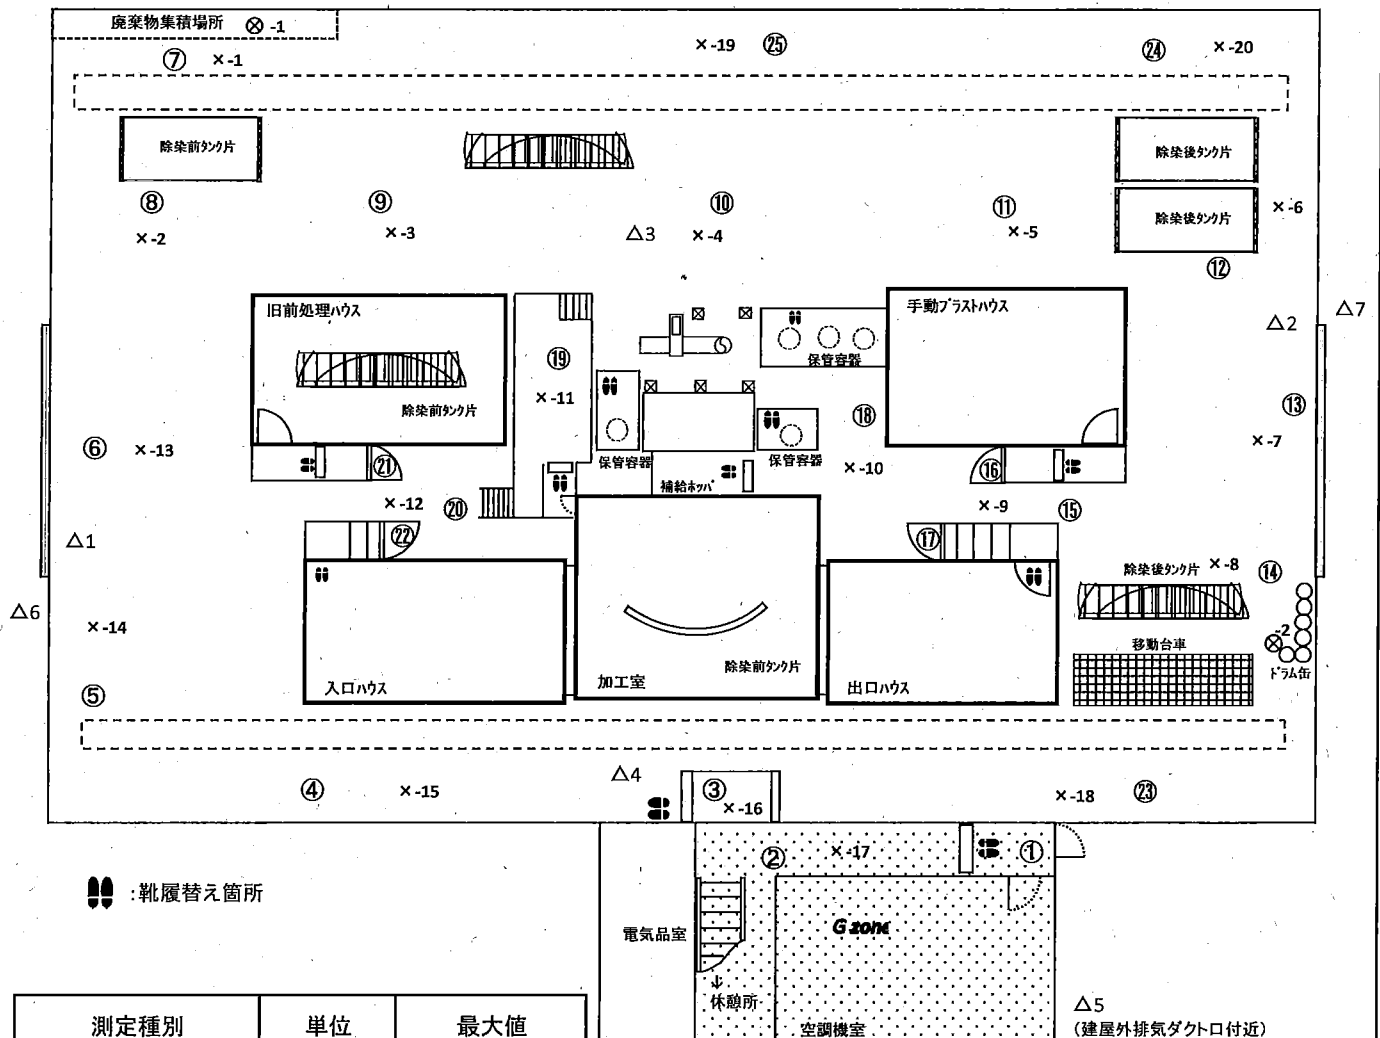 廃棄物集積場所 ⊗ -1
⑦ ×-1
×-19 ㉕
㉔ ×-20
除染前タンク片
除染後タンク片
除染後タンク片
×-6
⑧
×-2
⑨
×-3
⑩
△3 ×-4
⑪
×-5
⑫
△2
△7
旧前処理ハウス
除染前タンク片
⑲
×-11
保管容器
手動ブラストハウス
保管容器
保管容器
補給ホッパ
⑱
×-10
⑬
×-7
⑥ ×-13
㉑
×-12 ⑳
㉒
⑯
×-9 ⑮
⑰
△1
△6
×-14
⑤
入口ハウス
加工室
除染前タンク片
出口ハウス
除染後タンク片 ×-8 ⑭
移動台車
⊗-2
ドラム缶
④ ×-15
△4
③ ×-16
×-18 ㉓
② ×-17 ①
:靴履替え箇所
電気品室
G zone
休憩所
空調機室
△5
(建屋外排気ダクト口付近)
測定種別 単位 最大値